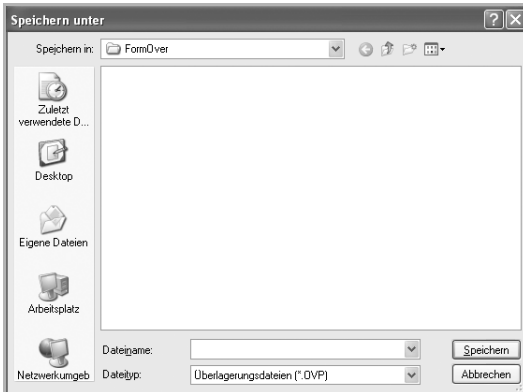 Speichern unter
Speichern in:
FormOver
Zuletzt
verwendete D...
Desktop
Eigene Dateien
Arbeitsplatz
Netzwerkumgeb
Dateiname:
Speichern
Dateityp:
Überlagerungsdateien (*.OVP)
Abbrechen